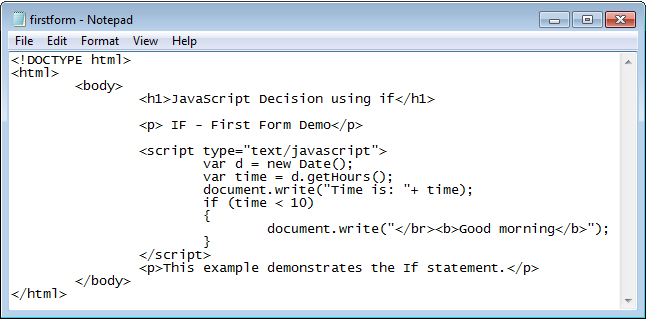 firstform - Notepad
File Edit Format View Help
<!DOCTYPE html>
<html>
<body>
<h1>JavaScript Decision using if</h1>
<p> IF – First Form Demo</p>
<script type="text/javascript">
var d = new Date();
var time = d.getHours();
document.write("Time is: "+ time);
if (time < 10)
{
document.write("</br><b>Good morning</b>");
}
</script>
<p>This example demonstrates the If statement.</p>
</body>
</html>